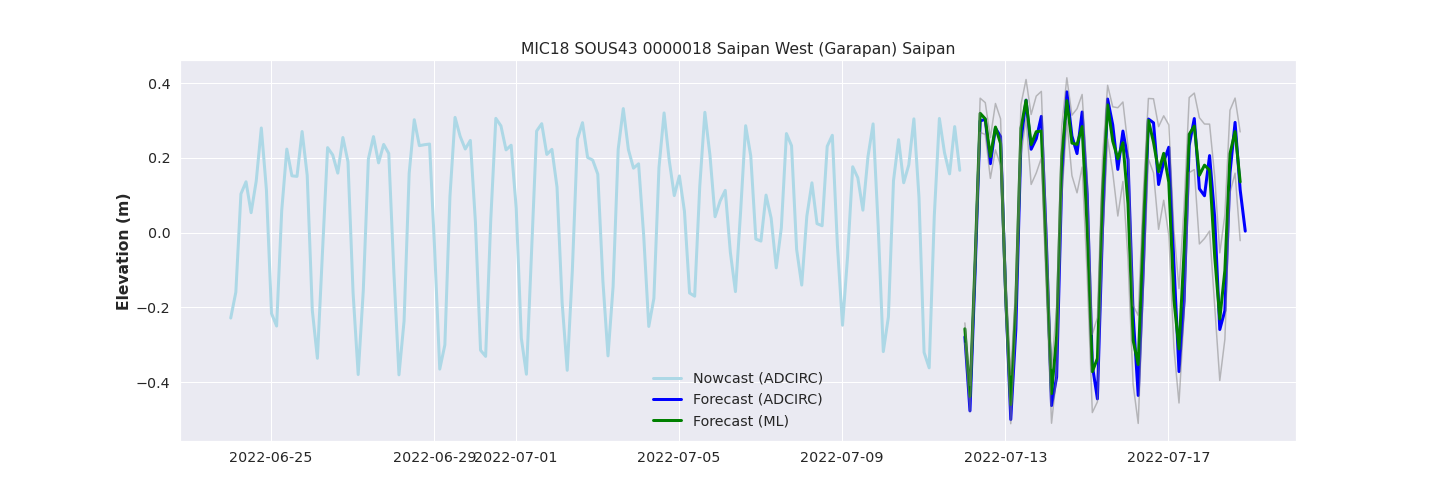 MIC18 SOUS43 0000018 Saipan West (Garapan) Saipan
Elevation (m)
0.4
0.2
0.0
−0.2
−0.4
Nowcast (ADCIRC)
Forecast (ADCIRC)
Forecast (ML)
2022-06-25 2022-06-29 2022-07-01 2022-07-05 2022-07-09 2022-07-13 2022-07-17